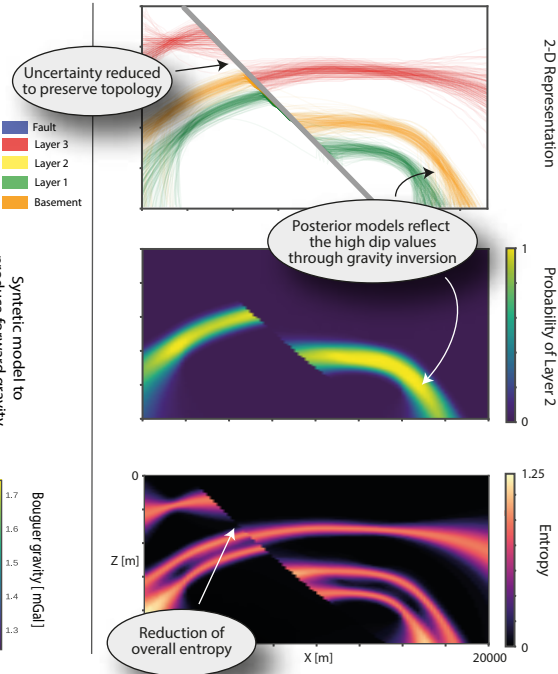 Uncertainty reduced
to preserve topology
2-D Representation
Fault
Layer 3
Layer 2
Layer 1
Basement
Posterior models reflect
the high dip values
through gravity inversion
Syntetic model to
produce forward gravity
1
Probability of Layer 2
0
1.7
1.6
1.5
1.4
1.3
Bouguer gravity [mGal]
0
Z [m]
1.25
Entropy
0
Reduction of
overall entropy
X [m]
20000